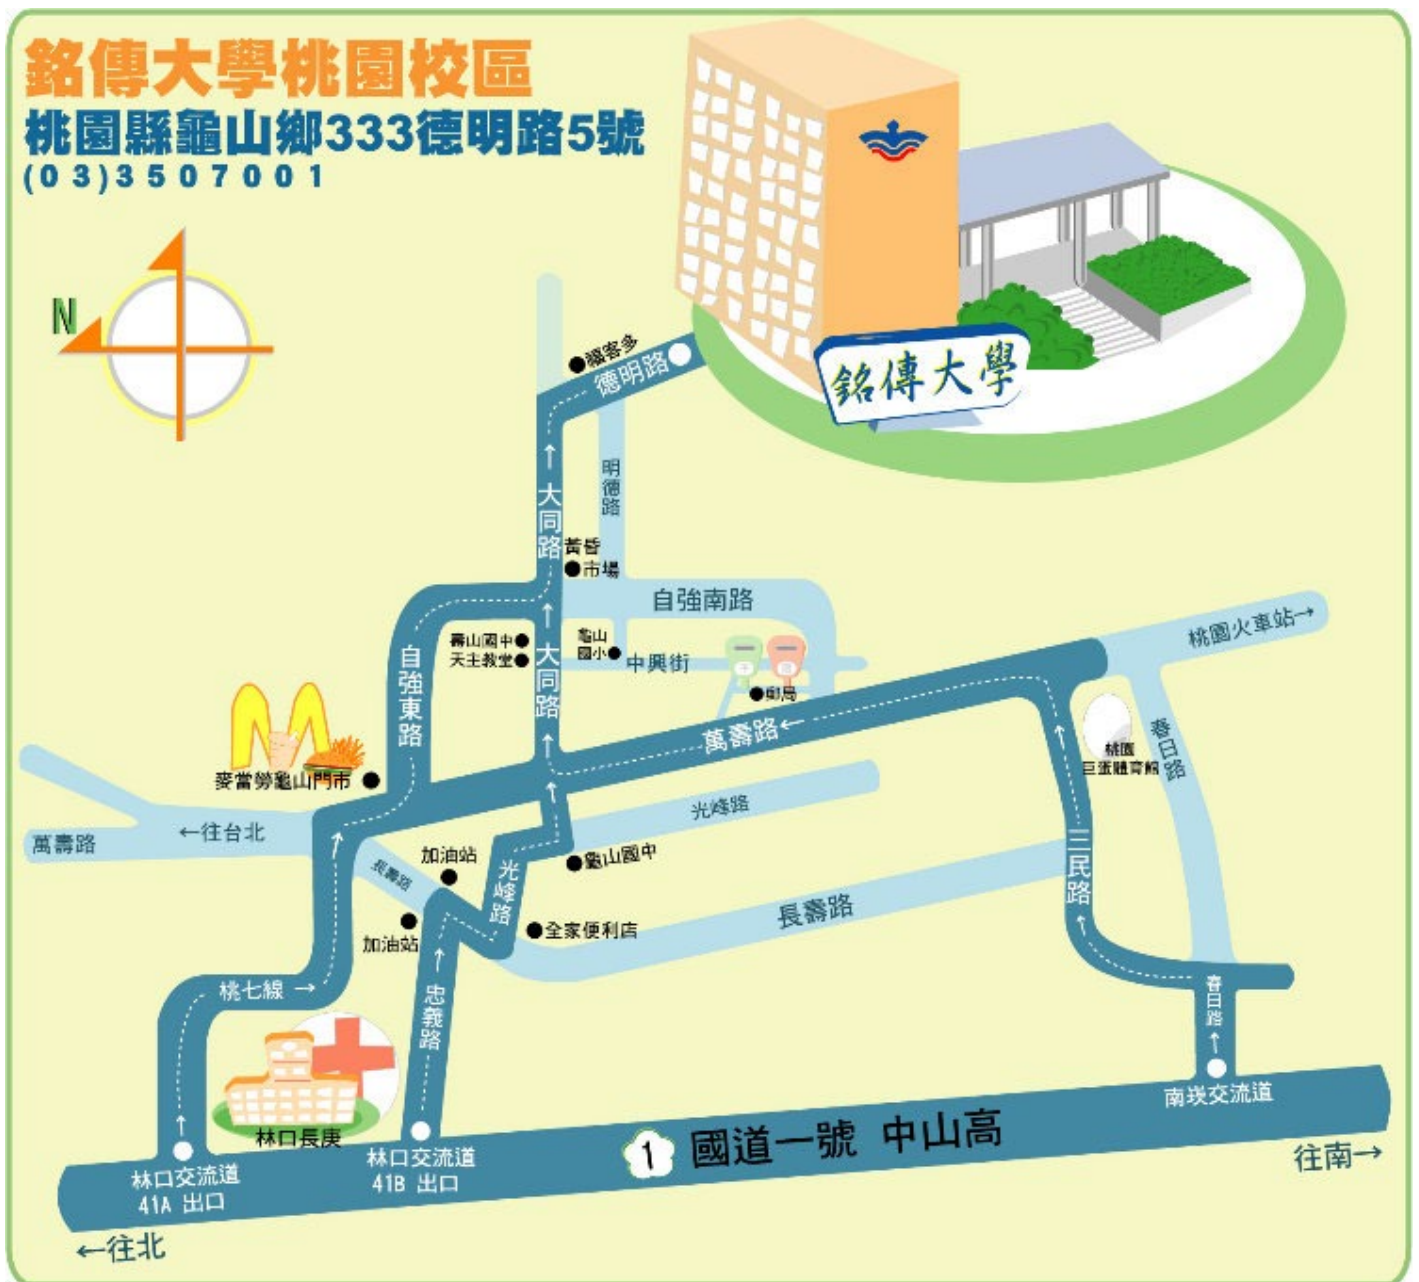 銘傳大學桃園校區
桃園縣龜山鄉333德明路5號
(03)3507001
N
銘傳大學
福客多
德明路
明德路
大同路
黃昏
市場
自強南路
壽山國中
天主教堂
龜山
國小
中興街
大同路
自強東路
郵局
桃園火車站→
萬壽路←
春日路
桃園
巨蛋體育館
麥當勞龜山門市
光峰路
←往台北
萬壽路
長壽路
加油站
龜山國中
光峰路
三民路
長壽路
加油站
全家便利店
桃七線 →
忠義路
春日路
林口長庚
南崁交流道
1 國道一號 中山高
林口交流道
41A 出口
林口交流道
41B 出口
往南→
←往北